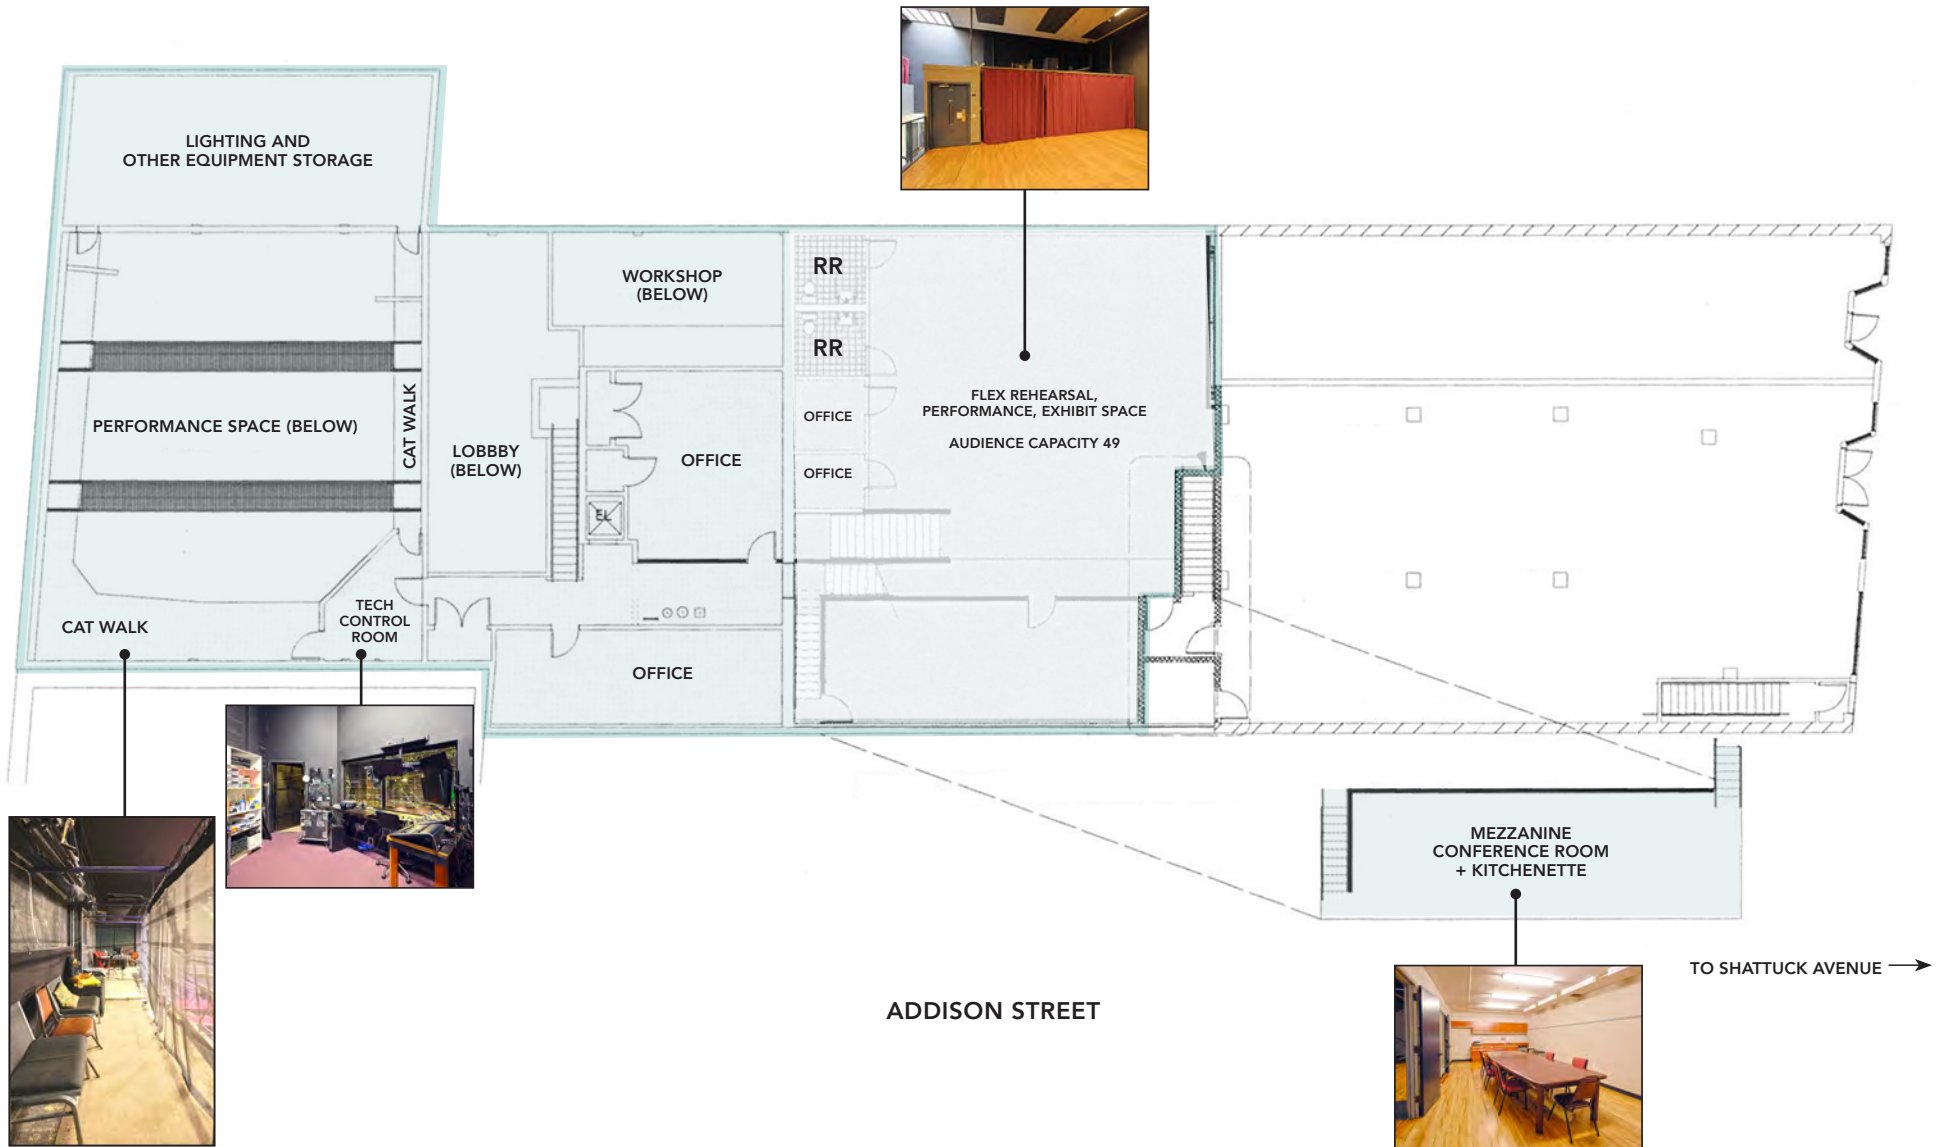 LIGHTING AND
OTHER EQUIPMENT STORAGE
WORKSHOP
(BELOW)
RR
RR
PERFORMANCE SPACE (BELOW)
CAT WALK
LOBBBY
(BELOW)
OFFICE
EL
OFFICE
OFFICE
FLEX REHEARSAL,
PERFORMANCE, EXHIBIT SPACE
AUDIENCE CAPACITY 49
CAT WALK
TECH
CONTROL
ROOM
OFFICE
MEZZANINE
CONFERENCE ROOM
+ KITCHENETTE
TO SHATTUCK AVENUE
ADDISON STREET